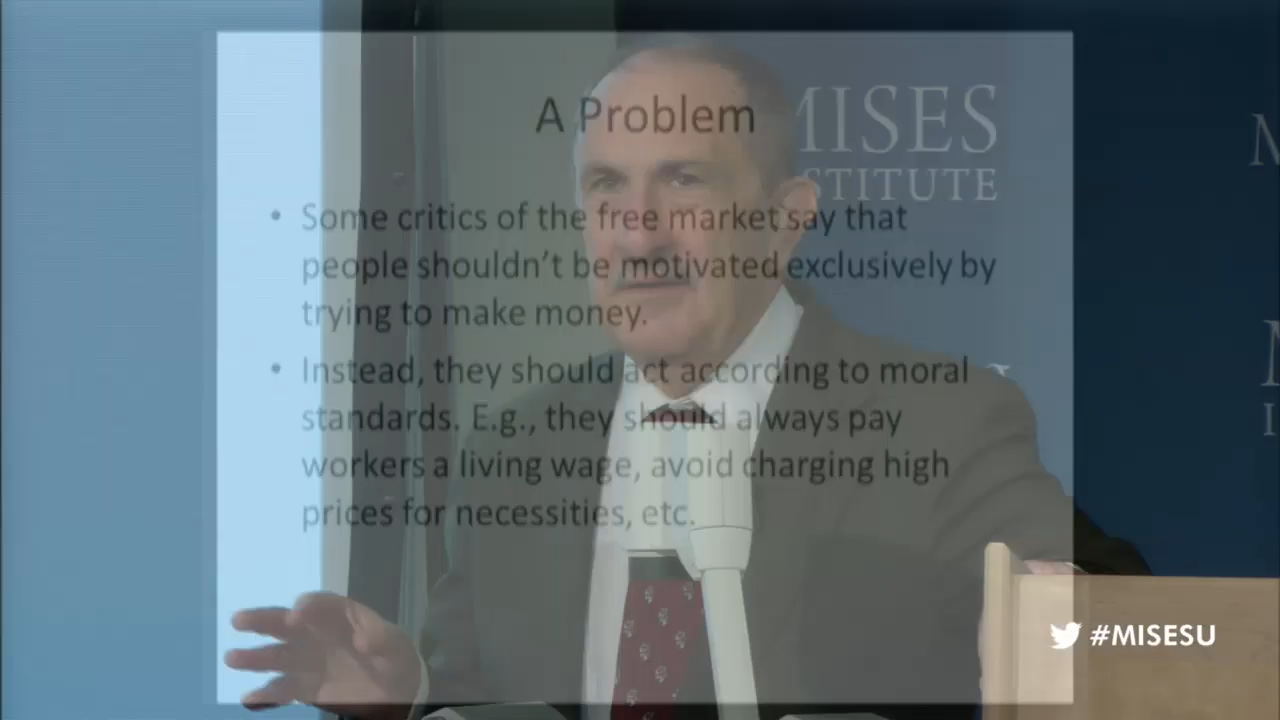 A Problem
• Some critics of the free market say that
people shouldn't be motivated exclusively by
trying to make money.
• Instead, they should act according to moral
standards. E.g., they should always pay
workers a living wage, avoid charging high
prices for necessities, etc.
MISES
STITUTE
#MISESU